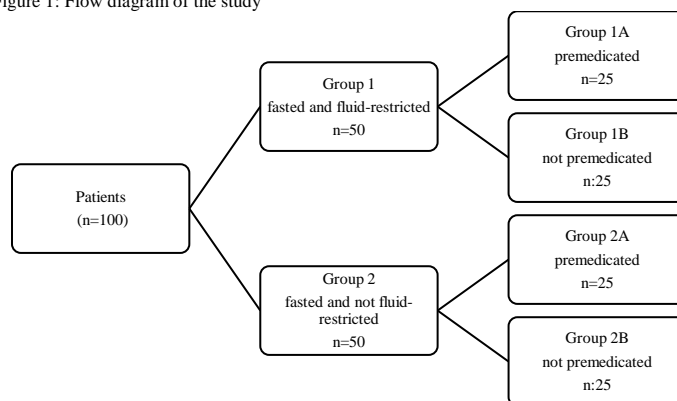 Figure 1: Flow diagram of the study
Patients
(n=100)
Group 1
fasted and fluid-restricted
n=50
Group 2
fasted and not fluid-
restricted
n=50
Group 1A
premedicated
n=25
Group 1B
not premedicated
n:25
Group 2A
premedicated
n=25
Group 2B
not premedicated
n:25